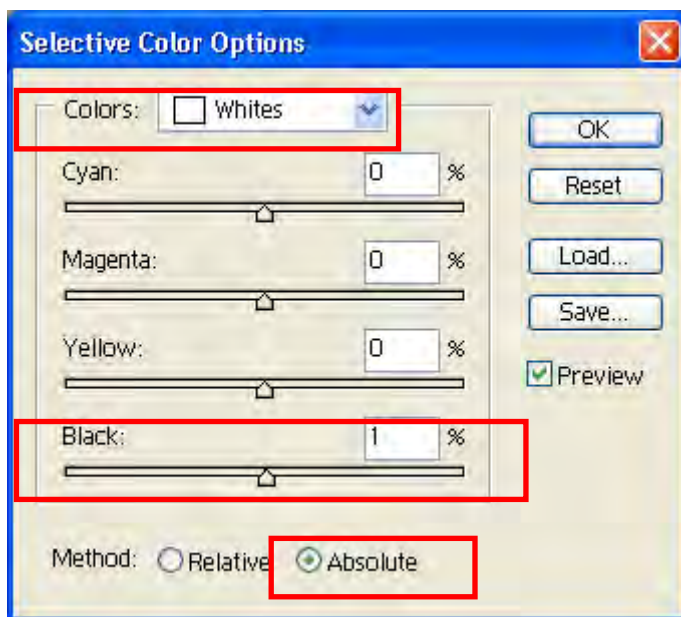 Selective Color Options
Colors: Whites
OK
Cyan: 0 %
Reset
Magenta: 0 %
Load...
Save...
Yellow: 0 %
Preview
Black: 1 %
Method: Relative Absolute